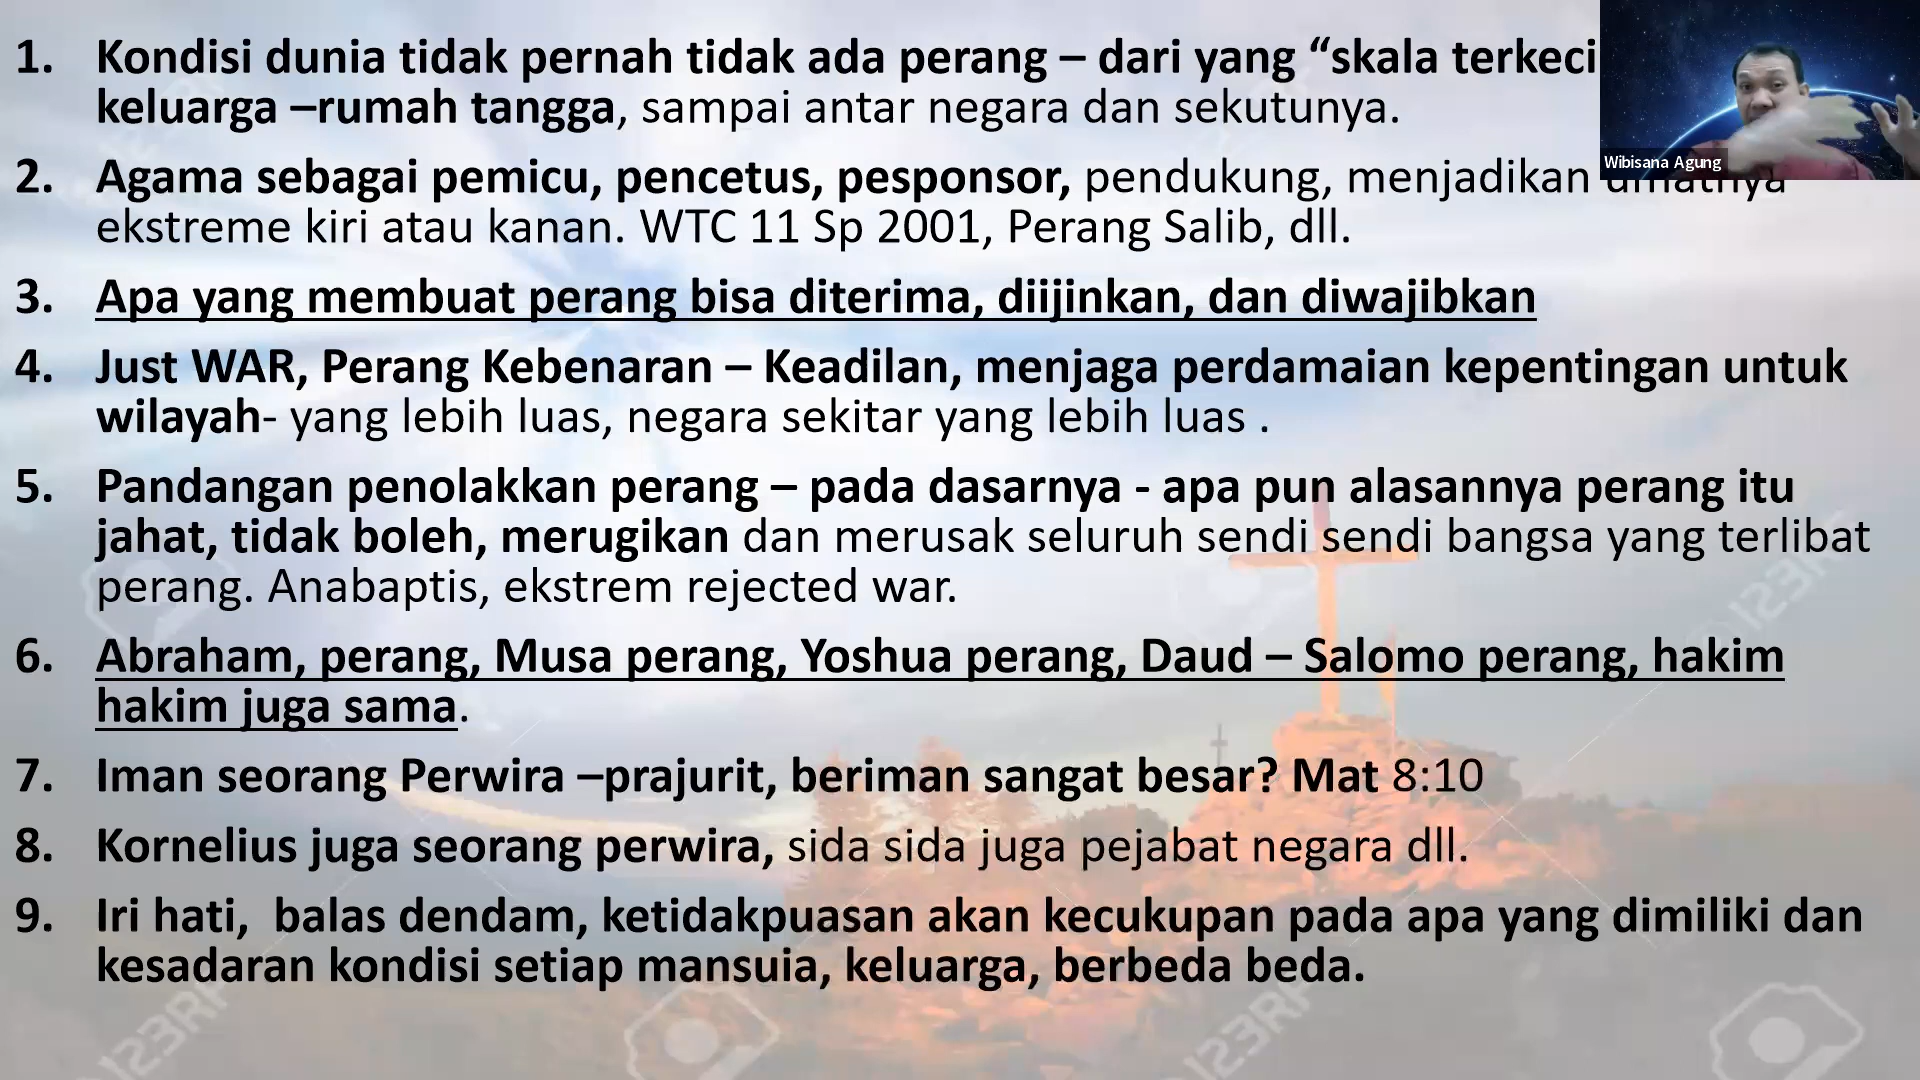 1. Kondisi dunia tidak pernah tidak ada perang – dari yang “skala terkeci
keluarga –rumah tangga, sampai antar negara dan sekutunya.
Wibisana Agung
2. Agama sebagai pemicu, pencetus, pesponsor, pendukung, menjadikan umatnya
ekstreme kiri atau kanan. WTC 11 Sp 2001, Perang Salib, dll.
3. Apa yang membuat perang bisa diterima, diijinkan, dan diwajibkan
4. Just WAR, Perang Kebenaran – Keadilan, menjaga perdamaian kepentingan untuk
wilayah- yang lebih luas, negara sekitar yang lebih luas .
5. Pandangan penolakkan perang – pada dasarnya - apa pun alasannya perang itu
jahat, tidak boleh, merugikan dan merusak seluruh sendi sendi bangsa yang terlibat
perang. Anabaptis, ekstrem rejected war.
6. Abraham, perang, Musa perang, Yoshua perang, Daud – Salomo perang, hakim
hakim juga sama.
7. Iman seorang Perwira –prajurit, beriman sangat besar? Mat 8:10
8. Kornelius juga seorang perwira, sida sida juga pejabat negara dll.
9. Iri hati,  balas dendam, ketidakpuasan akan kecukupan pada apa yang dimiliki dan
kesadaran kondisi setiap mansuia, keluarga, berbeda beda.
123RF
123RF
123RF